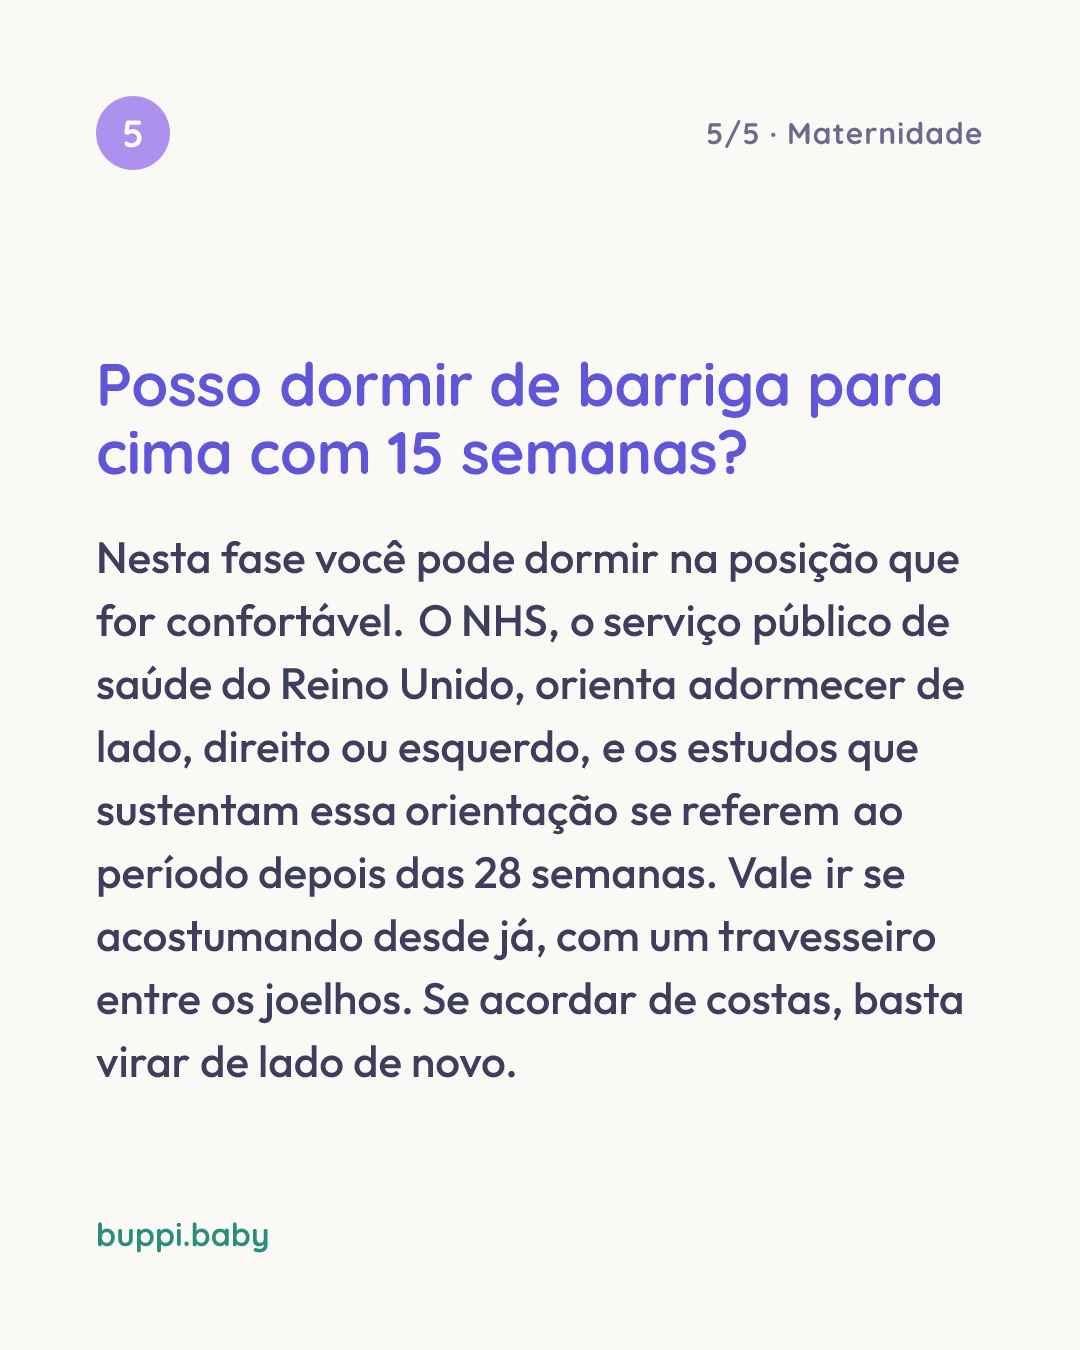 5
5/5 · Maternidade
Posso dormir de barriga para
cima com 15 semanas?
Nesta fase você pode dormir na posição que
for confortável. O NHS, o serviço público de
saúde do Reino Unido, orienta adormecer de
lado, direito ou esquerdo, e os estudos que
sustentam essa orientação se referem ao
período depois das 28 semanas. Vale ir se
acostumando desde já, com um travesseiro
entre os joelhos. Se acordar de costas, basta
virar de lado de novo.
buppi.baby